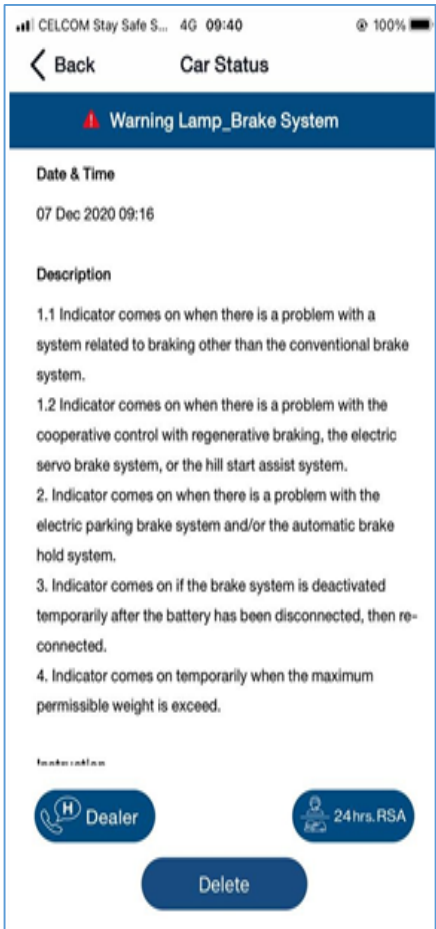 CELCOM Stay Safe S... 4G 09:40 100%
Back Car Status
Warning Lamp_Brake System
Date & Time
07 Dec 2020 09:16
Description
1.1 Indicator comes on when there is a problem with a
system related to braking other than the conventional brake
system.
1.2 Indicator comes on when there is a problem with the
cooperative control with regenerative braking, the electric
servo brake system, or the hill start assist system.
2. Indicator comes on when there is a problem with the
electric parking brake system and/or the automatic brake
hold system.
3. Indicator comes on if the brake system is deactivated
temporarily after the battery has been disconnected, then re-
connected.
4. Indicator comes on temporarily when the maximum
permissible weight is exceed.
Instruction
H Dealer 24hrs.RSA
Delete